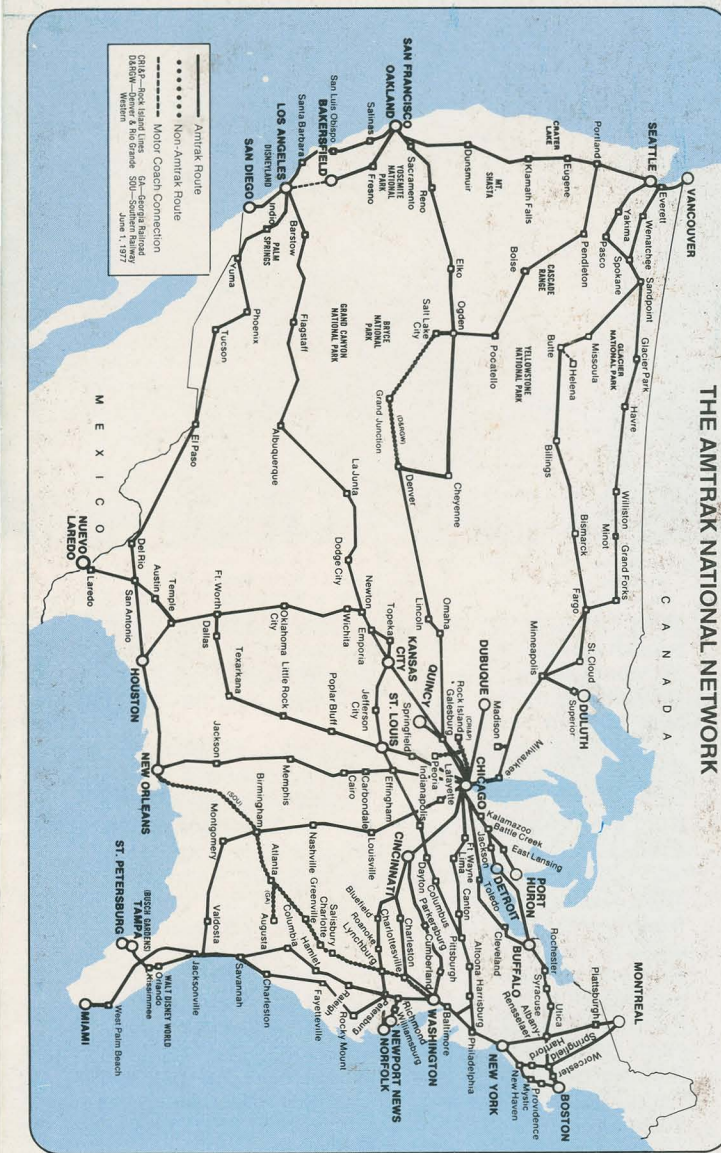 THE AMTRAK NATIONAL NETWORK
VANCOUVER
SEATTLE
Everett
Wenatchee
Yakima
Pasco
Spokane
Sandpoint
Portland
Pendleton
CASCADE
RANGE
Boise
Eugene
CRATER
LAKE
Klamath Falls
MT.
SHASTA
Dunsmuir
SAN FRANCISCO
OAKLAND
Sacramento
YOSEMITE
NATIONAL
PARK
Reno
Elko
Ogden
Salt Lake
City
Pocatello
GLACIER
NATIONAL PARK
Glacier Park
Havre
Williston
Minot
Grand Forks
CANADA
Missoula
Helena
Butte
Billings
Bismarck
Fargo
YELLOWSTONE
NATIONAL PARK
St. Cloud
Minneapolis
DULUTH
Superior
Salinas
Fresno
San Luis Obispo
BAKERSFIELD
Santa Barbara
LOS ANGELES
DISNEYLAND
SAN DIEGO
Indio
PALM
SPRINGS
Barstow
Yuma
Phoenix
Tucson
Flagstaff
GRAND CANYON
NATIONAL PARK
BRYCE
NATIONAL
PARK
Grand Junction
(D&RGW)
Denver
Cheyenne
Albuquerque
La Junta
Dodge City
El Paso
MEXICO
Del Rio
NUEVO
LAREDO
Laredo
San Antonio
Austin
Temple
HOUSTON
Ft. Worth
Dallas
Texarkana
Little Rock
Poplar Bluff
Oklahoma
City
Wichita
Newton
Emporia
Topeka
KANSAS
CITY
Lincoln
Omaha
Jefferson
City
ST. LOUIS
QUINCY
Springfield
Galesburg
Rock Island
(CRI&P)
Peoria
DUBUQUE
Madison
Milwaukee
CHICAGO
Lafayette
Indianapolis
Effingham
Carbondale
Cairo
Memphis
Jackson
NEW ORLEANS
(SOU)
Birmingham
Montgomery
Nashville
Louisville
CINCINNATI
Kalamazoo
Battle Creek
East Lansing
PORT
HURON
Jackson
DETROIT
Toledo
Ft. Wayne
Lima
Canton
Cleveland
Dayton
Columbus
Parkersburg
Cumberland
Pittsburgh
Altoona
Harrisburg
BUFFALO
Rochester
Syracuse
Utica
Albany-
Rensselaer
Plattsburgh
MONTREAL
Springfield
Hartford
Worcester
BOSTON
Providence
Mystic
New Haven
NEW YORK
Philadelphia
Baltimore
WASHINGTON
Charleston
Charlottesville
Bluefield
Roanoke
Lynchburg
Richmond
Williamsburg
NEWPORT NEWS
NORFOLK
Petersburg
Raleigh
Rocky Mount
Fayetteville
Hamlet
Salisbury
Charlotte
Greenville
Columbia
Atlanta
(GA)
Augusta
Charleston
Savannah
Valdosta
Jacksonville
WALT DISNEY WORLD
Orlando
Kissimmee
(BUSCH GARDENS)
TAMPA
ST. PETERSBURG
West Palm Beach
MIAMI
Amtrak Route
Non-Amtrak Route
Motor Coach Connection
CRI&P—Rock Island Lines GA—Georgia Railroad
D&RGW—Denver & Rio Grande SOU—Southern Railway
Western June 1, 1977